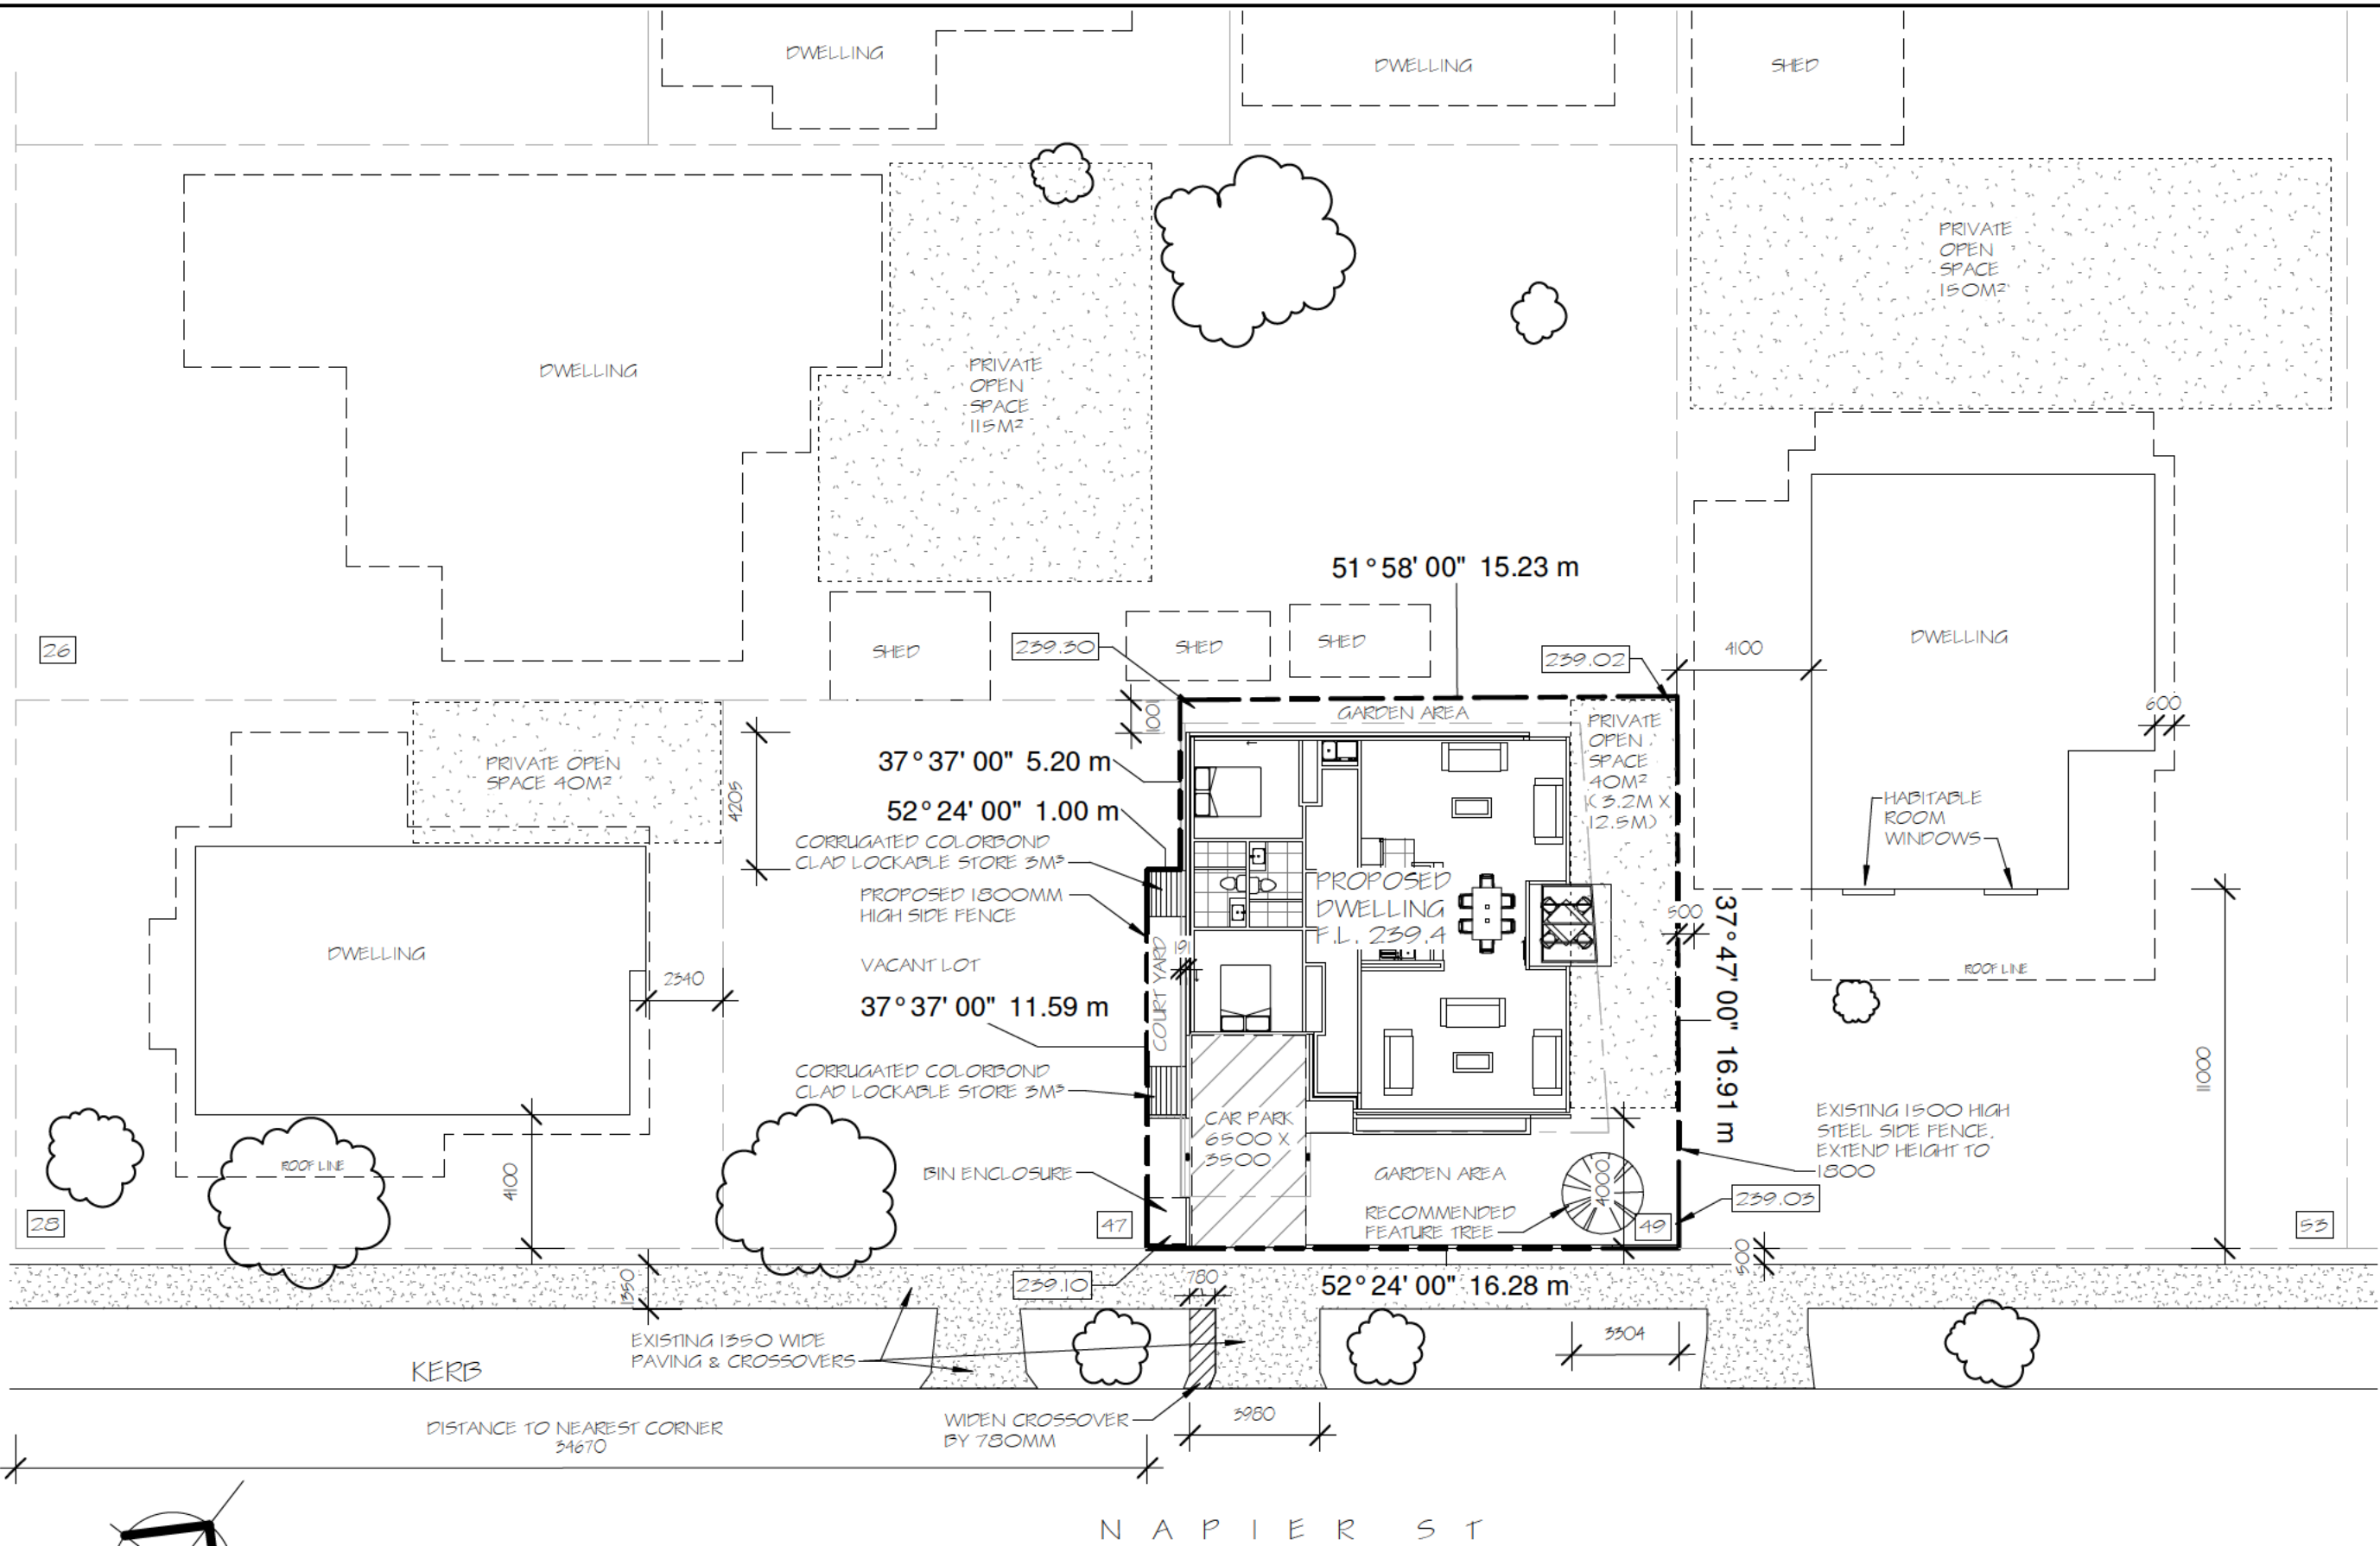 DWELLING
DWELLING
SHED
PRIVATE
OPEN
SPACE
150M²
DWELLING
PRIVATE
OPEN
SPACE
115M²
51°58' 00" 15.23 m
26
SHED
239.30
SHED
SHED
239.02
4100
DWELLING
600
1001
GARDEN AREA
PRIVATE
OPEN
SPACE
40M²
(3.2M X
12.5M)
PRIVATE OPEN
SPACE 40M²
4205
37°37' 00" 5.20 m
52°24' 00" 1.00 m
CORRUGATED COLORBOND
CLAD LOCKABLE STORE 3M³
PROPOSED 1800MM
HIGH SIDE FENCE
HABITABLE
ROOM
WINDOWS
PROPOSED
DWELLING
F.L. 239.4
500
37°47' 00" 16.91 m
DWELLING
2340
VACANT LOT
191
COURT YARD
37°37' 00" 11.59 m
ROOF LINE
11000
CORRUGATED COLORBOND
CLAD LOCKABLE STORE 3M³
CAR PARK
6500 X
3500
EXISTING 1500 HIGH
STEEL SIDE FENCE.
EXTEND HEIGHT TO
1800
ROOF LINE
4100
BIN ENCLOSURE
GARDEN AREA
4000
RECOMMENDED
FEATURE TREE
239.03
28
47
49
53
500
1350
239.10
780
52°24' 00" 16.28 m
EXISTING 1350 WIDE
PAVING & CROSSOVERS
3304
KERB
DISTANCE TO NEAREST CORNER
34670
WIDEN CROSSOVER
BY 780MM
3980
NAPIER ST